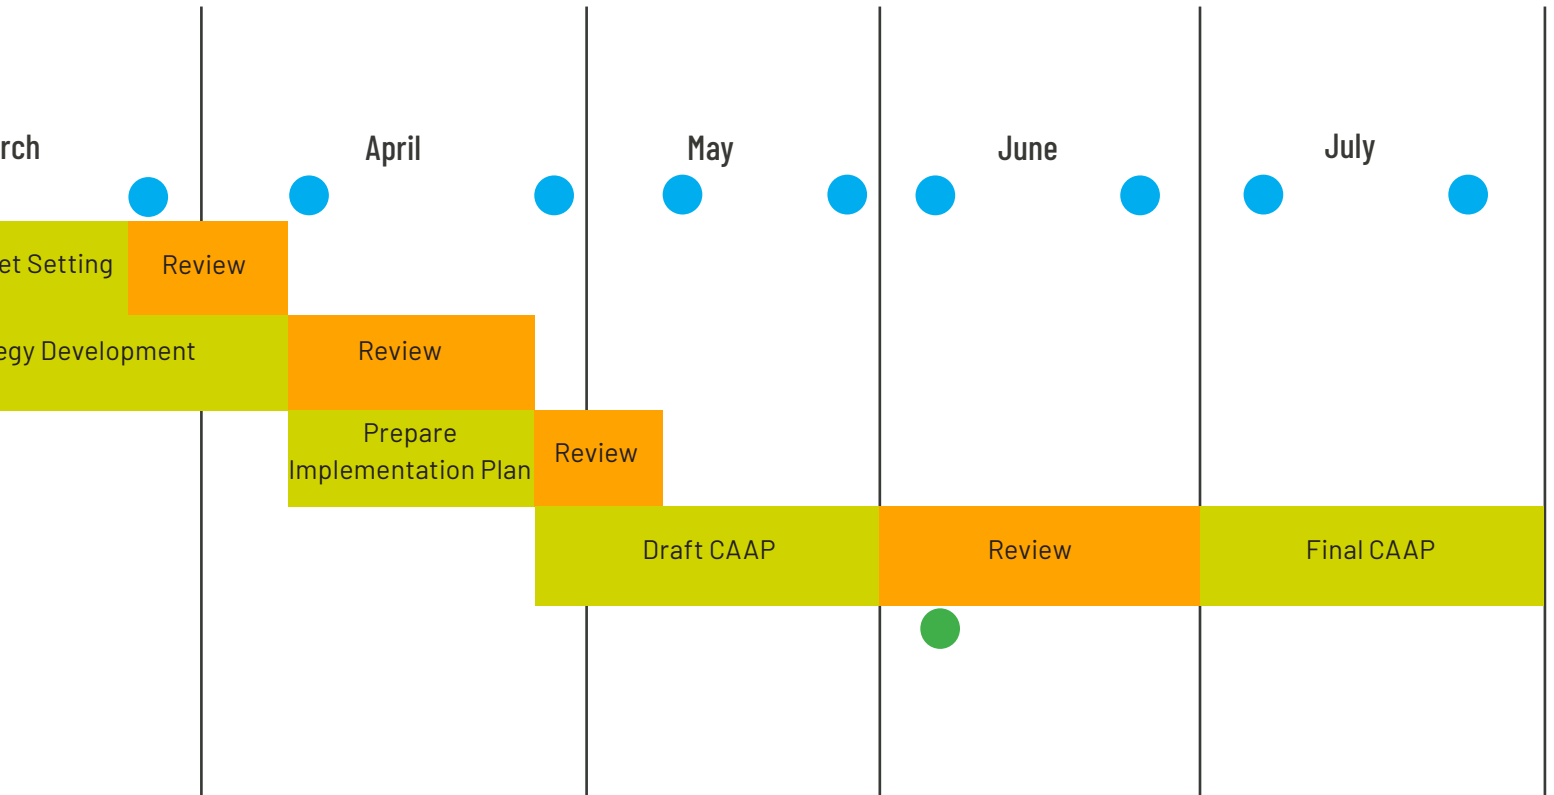 rch
April
May
June
July
et Setting
Review
egy Development
Review
Prepare
Implementation Plan
Review
Draft CAAP
Review
Final CAAP